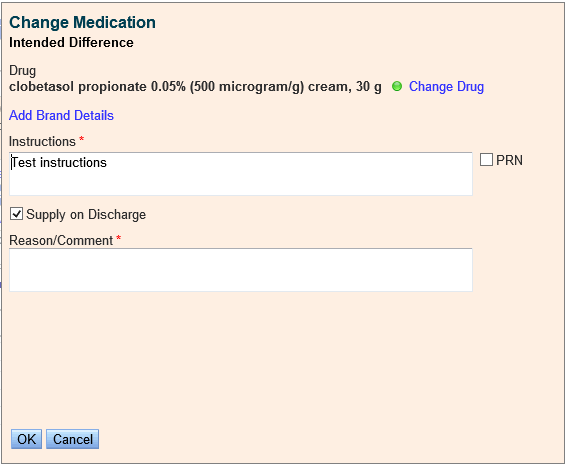 Change Medication
Intended Difference
Drug
clobetasol propionate 0.05% (500 microgram/g) cream, 30 g Change Drug
Add Brand Details
Instructions *
Test instructions
PRN
Supply on Discharge
Reason/Comment *
OK Cancel